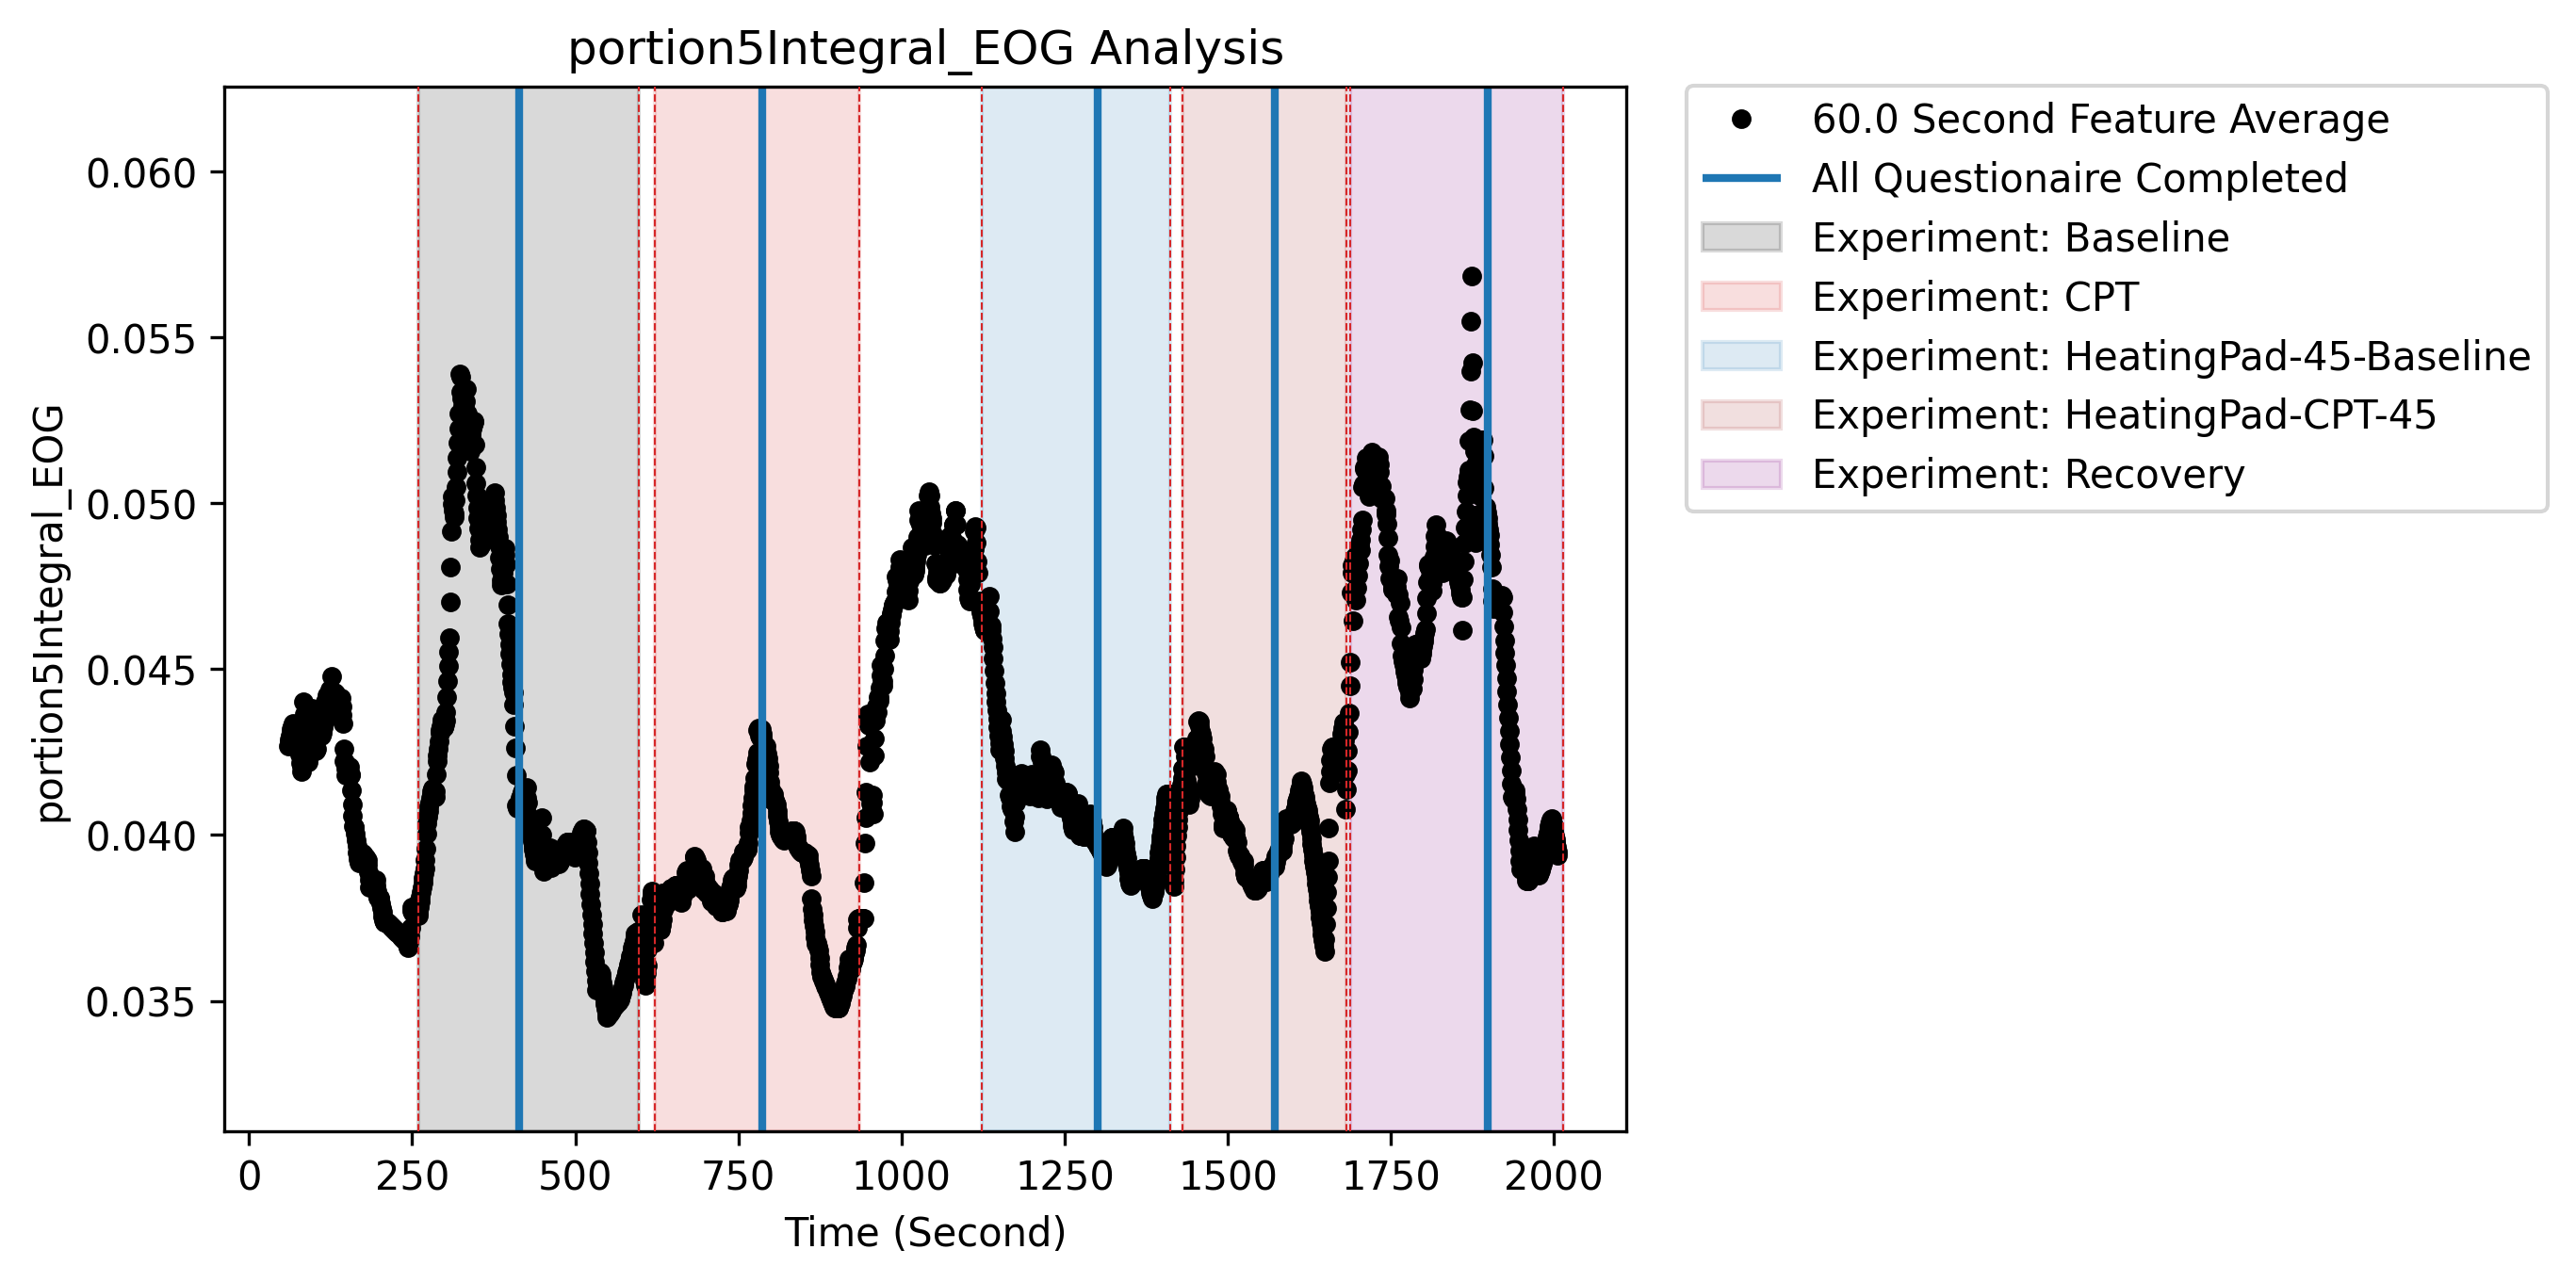 portion5Integral_EOG Analysis
portion5Integral_EOG
0.060
0.055
0.050
0.045
0.040
0.035
0 250 500 750 1000 1250 1500 1750 2000
Time (Second)
60.0 Second Feature Average
All Questionaire Completed
Experiment: Baseline
Experiment: CPT
Experiment: HeatingPad-45-Baseline
Experiment: HeatingPad-CPT-45
Experiment: Recovery